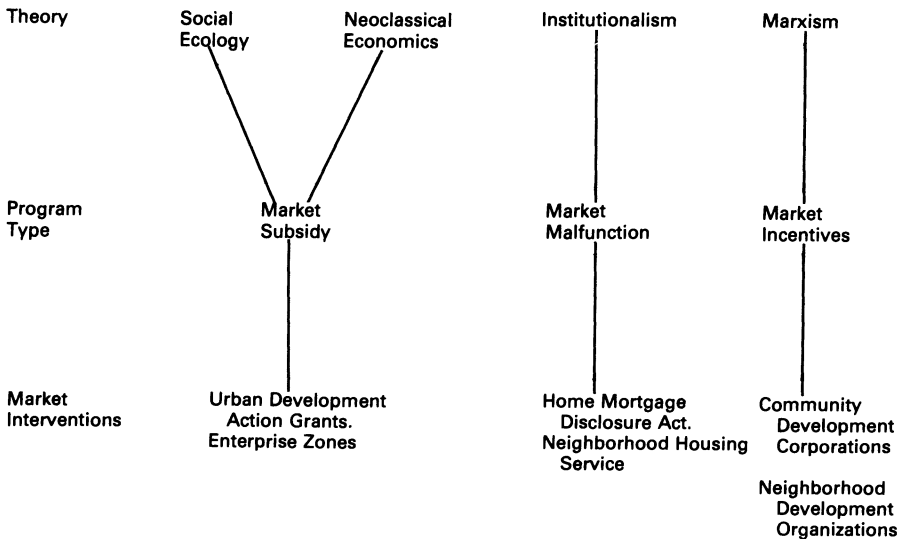 Theory
Social
Ecology
Neoclassical
Economics
Institutionalism
Marxism
Program
Type
Market
Subsidy
Market
Malfunction
Market
Incentives
Market
Interventions
Urban Development
Action Grants.
Enterprise Zones
Home Mortgage
Disclosure Act.
Neighborhood Housing
Service
Community
Development
Corporations
Neighborhood
Development
Organizations